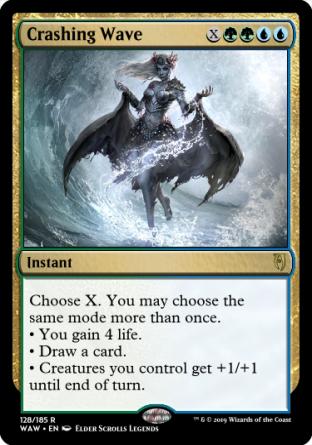 Crashing Wave X G G U U
Instant
Choose X. You may choose the
same mode more than once.
• You gain 4 life.
• Draw a card.
• Creatures you control get +1/+1
until end of turn.
128/185 R
WAW • EN ELDER SCROLLS LEGENDS
™ & © 2019 Wizards of the Coast